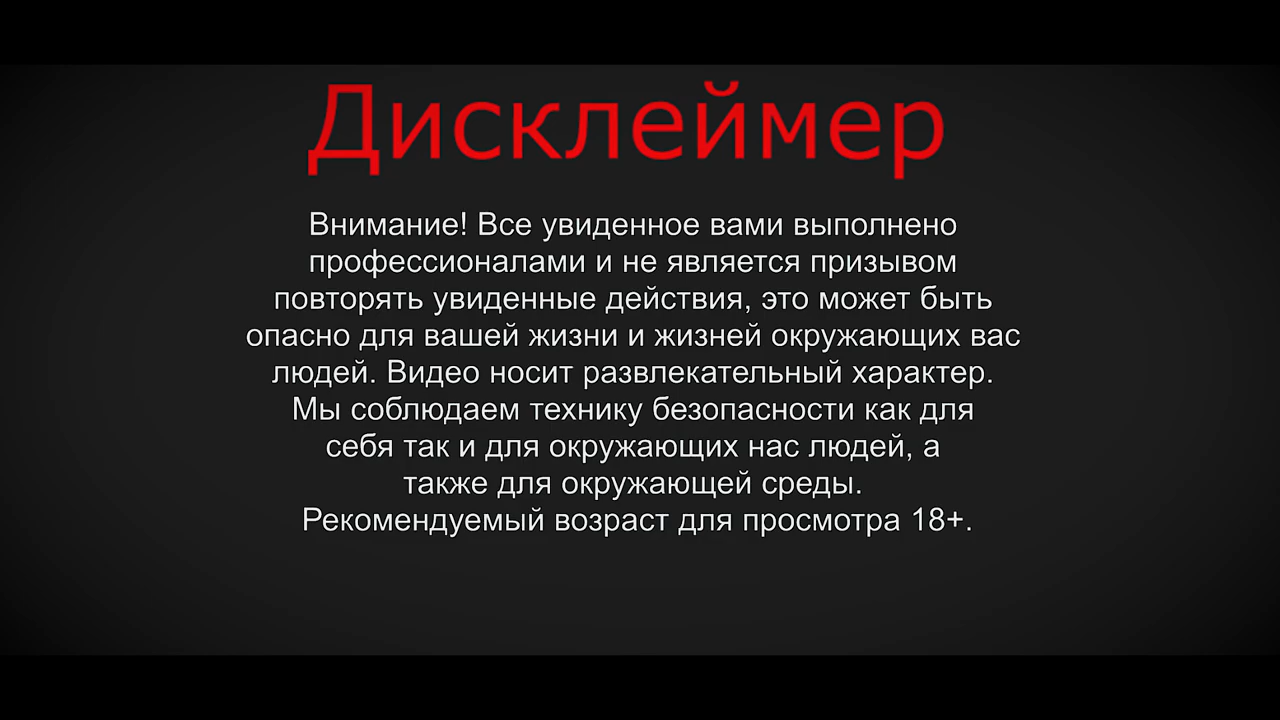 Дисклеймер
Внимание! Все увиденное вами выполнено
профессионалами и не является призывом
повторять увиденные действия, это может быть
опасно для вашей жизни и жизней окружающих вас
людей. Видео носит развлекательный характер.
Мы соблюдаем технику безопасности как для
себя так и для окружающих нас людей, а
также для окружающей среды.
Рекомендуемый возраст для просмотра 18+.